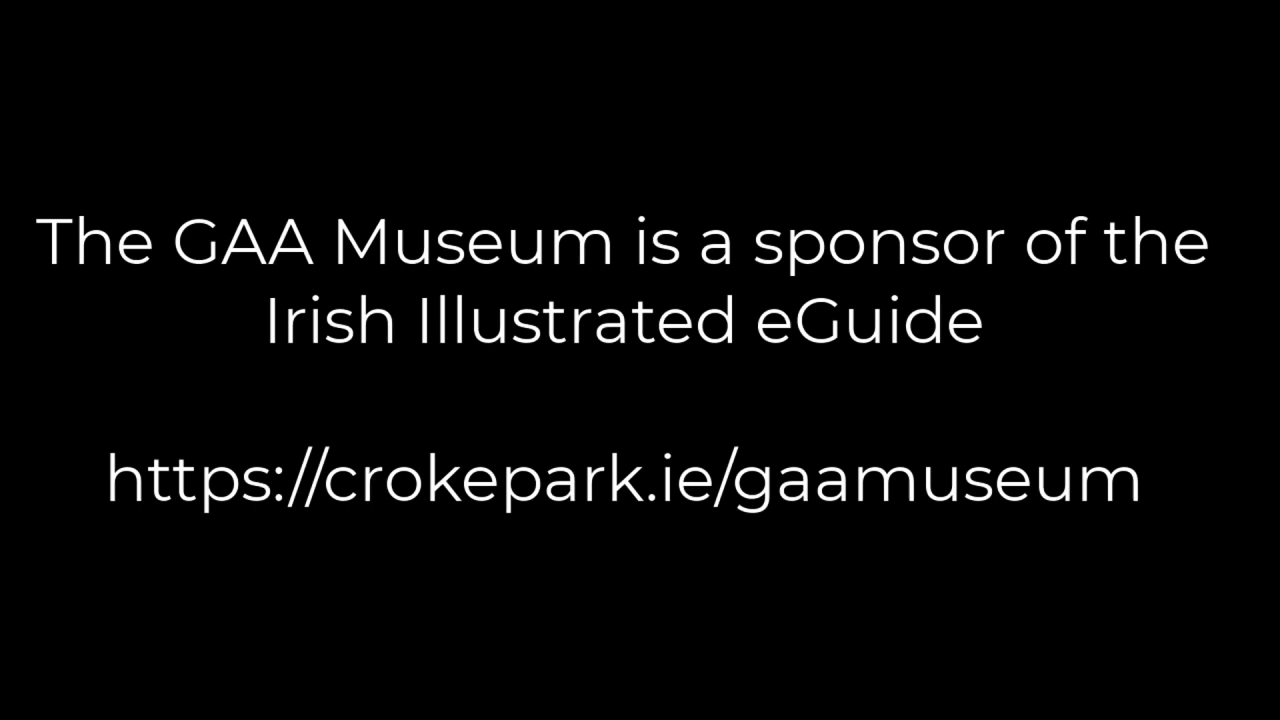 The GAA Museum is a sponsor of the
Irish Illustrated eGuide
https://crokepark.ie/gaamuseum